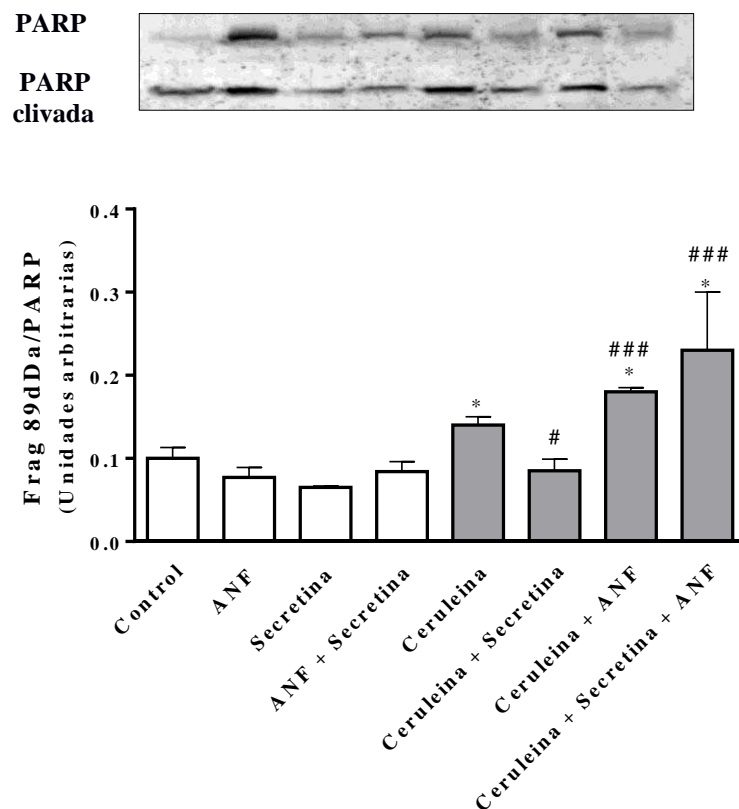 PARP
PARP
clivada
Frag 89dDa/PARP
(Unidades arbitrarias)
0.4
0.3
0.2
0.1
0.0
*
#
###
*
###
*
Control
ANF
Secretina
ANF + Secretina
Ceruleina
Ceruleina + Secretina
Ceruleina + ANF
Ceruleina + Secretina + ANF